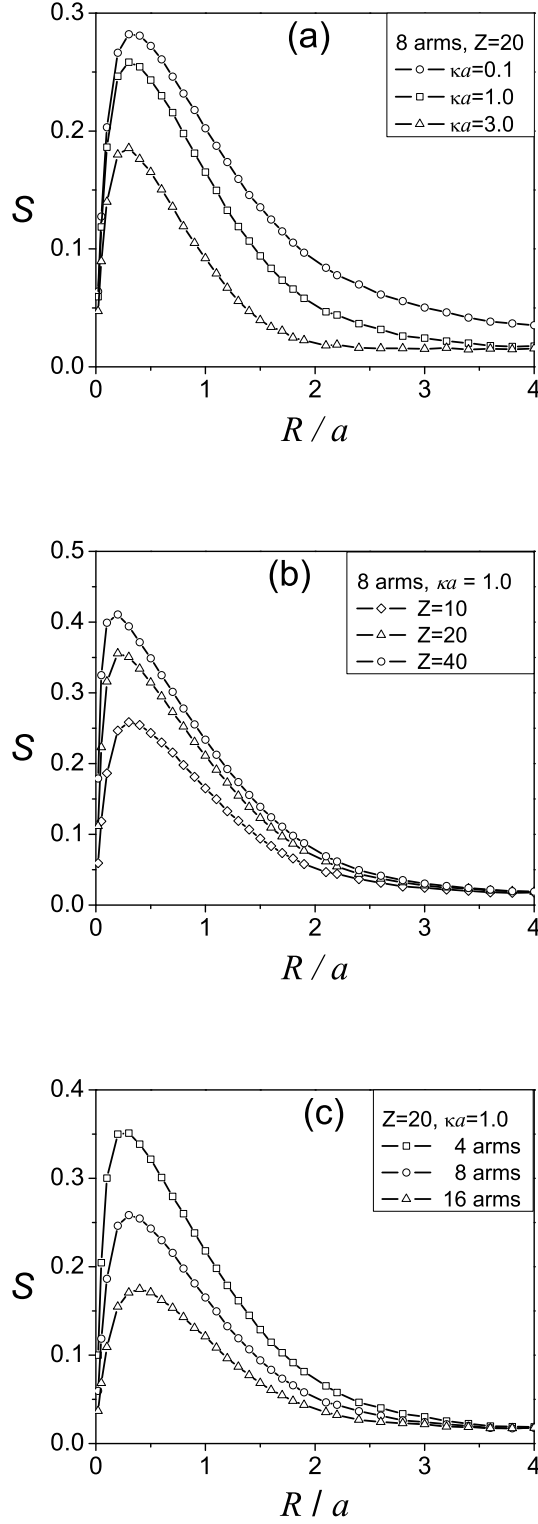 (a)
8 arms, Z=20
κa=0.1
κa=1.0
κa=3.0
0.3
0.2
0.1
0.0
S
0 1 2 3 4
R / a
(b)
8 arms, κa = 1.0
Z=10
Z=20
Z=40
0.5
0.4
0.3
0.2
0.1
0.0
S
0 1 2 3 4
R / a
(c)
Z=20, κa=1.0
4 arms
8 arms
16 arms
0.4
0.3
0.2
0.1
0.0
S
0 1 2 3 4
R / a